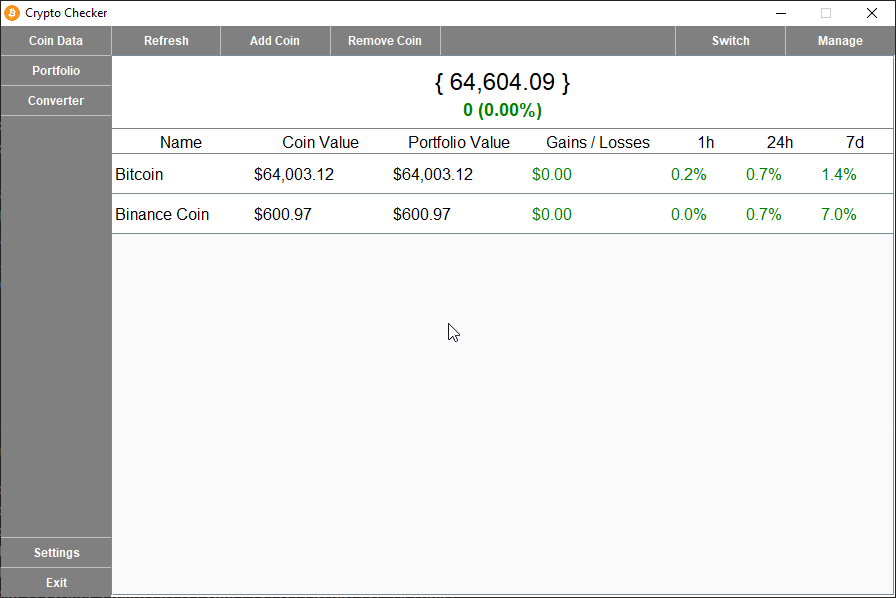 Crypto Checker
Coin Data Refresh Add Coin Remove Coin Switch Manage
Portfolio
Converter
{ 64,604.09 }
0 (0.00%)
Name Coin Value Portfolio Value Gains / Losses 1h 24h 7d
Bitcoin $64,003.12 $64,003.12 $0.00 0.2% 0.7% 1.4%
Binance Coin $600.97 $600.97 $0.00 0.0% 0.7% 7.0%
Settings
Exit